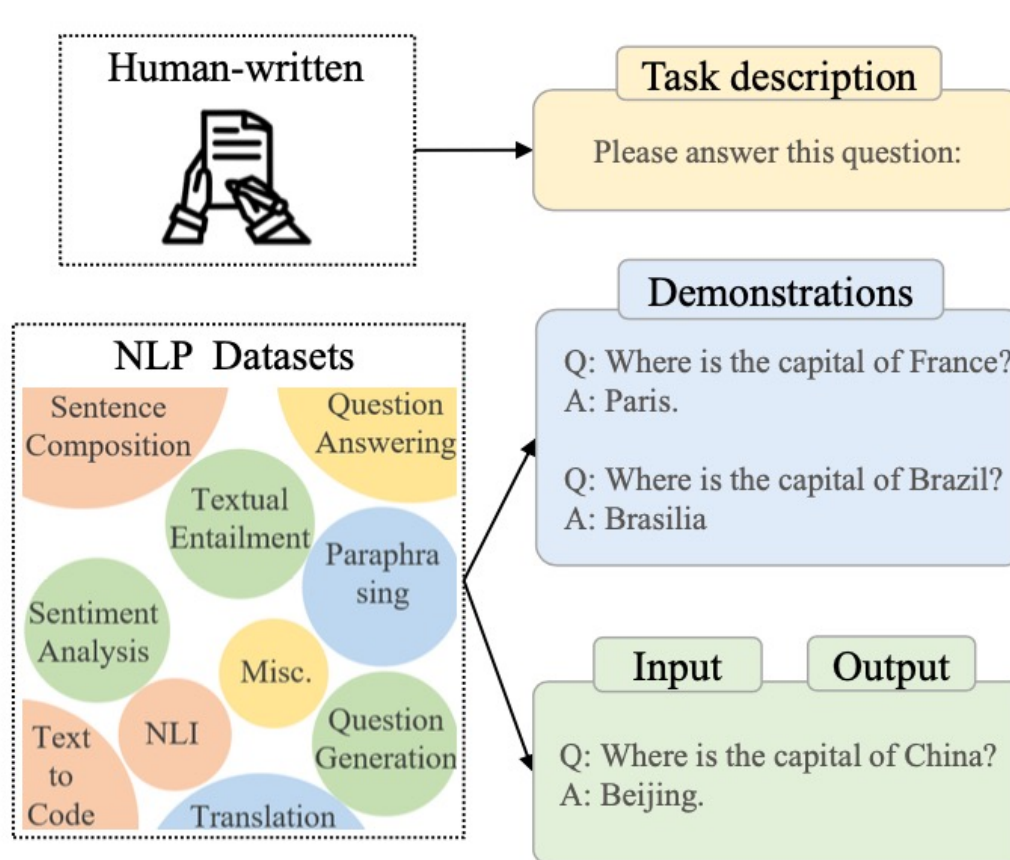 Human-written
Task description
Please answer this question:
Demonstrations
Q: Where is the capital of France?
A: Paris.
Q: Where is the capital of Brazil?
A: Brasilia
NLP Datasets
Sentence
Composition
Question
Answering
Textual
Entailment
Paraphra
sing
Sentiment
Analysis
Misc.
NLI
Question
Generation
Text
to
Code
Translation
Input
Output
Q: Where is the capital of China?
A: Beijing.